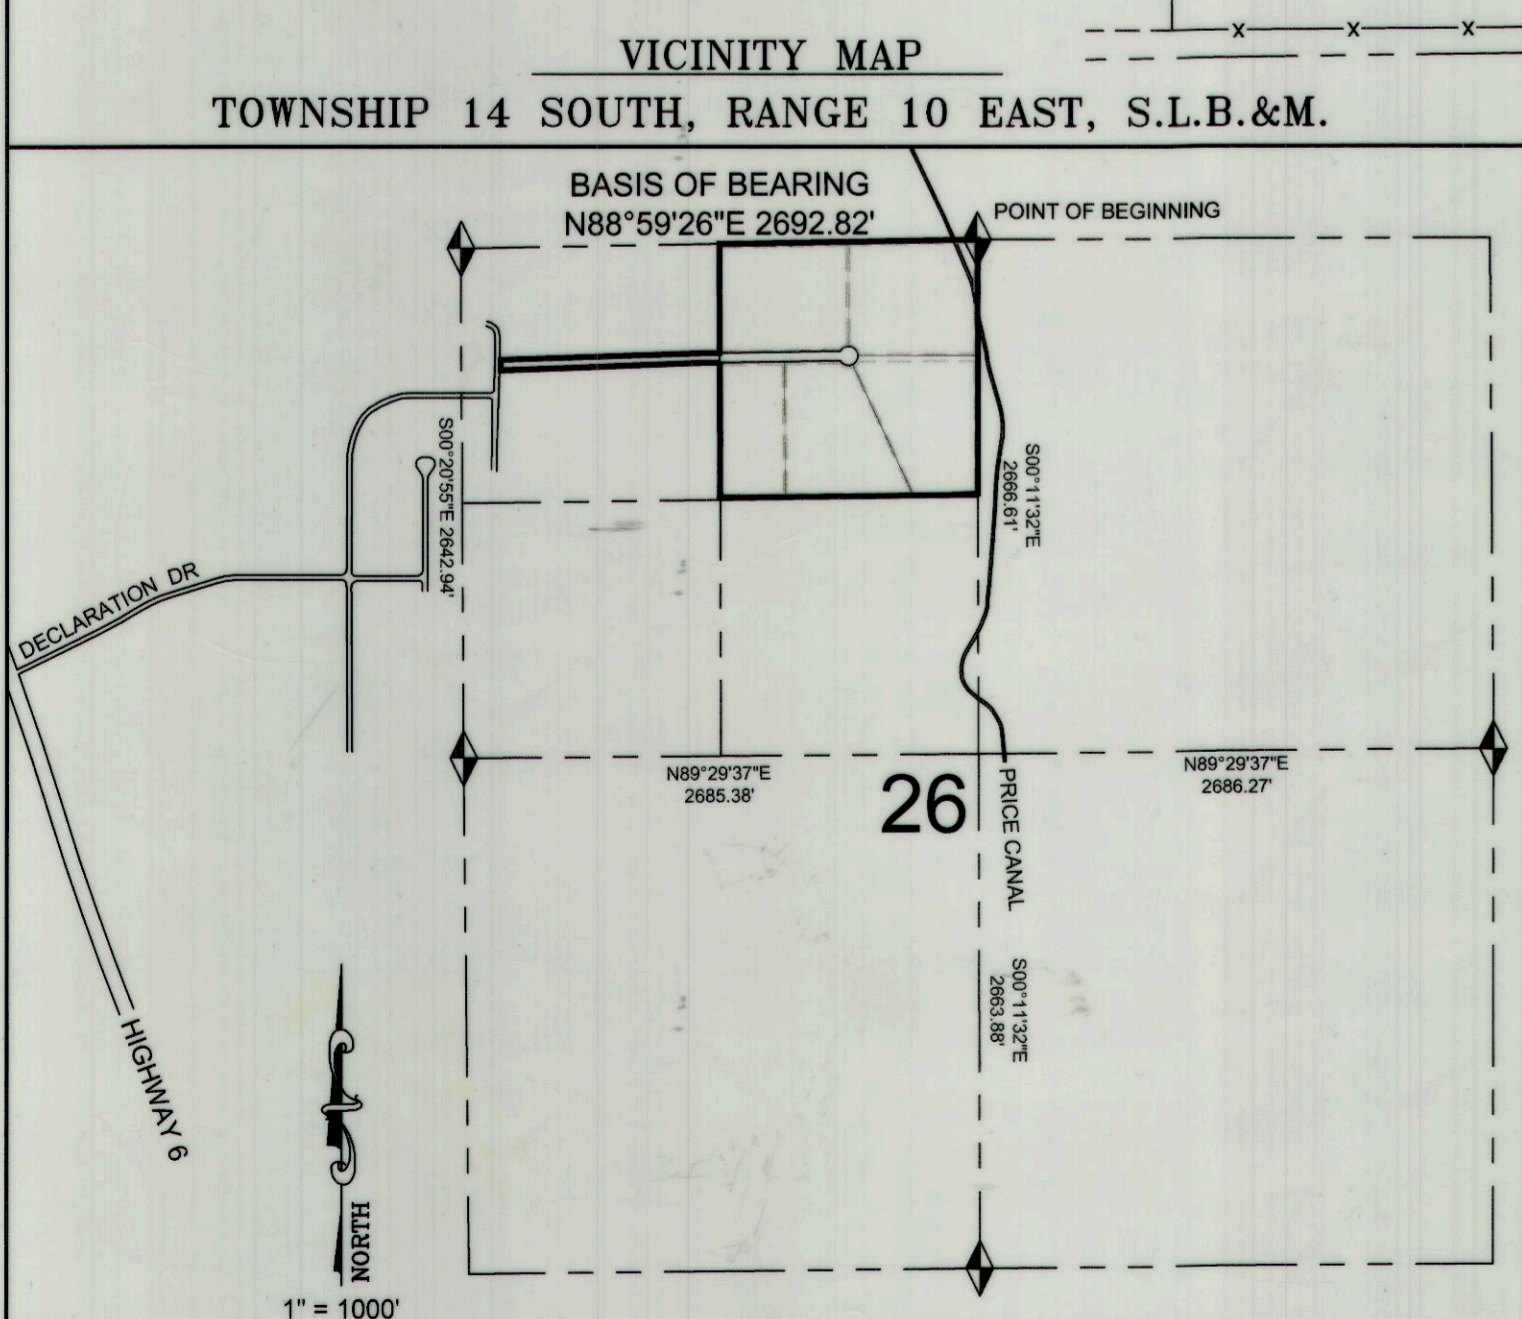 VICINITY MAP
TOWNSHIP 14 SOUTH, RANGE 10 EAST, S.L.B.&M.
BASIS OF BEARING
N88°59'26"E 2692.82'
POINT OF BEGINNING
S00°20'55"E 2642.94'
S00°11'32"E
2666.61'
DECLARATION DR
N89°29'37"E
2685.38'
26
PRICE CANAL
N89°29'37"E
2686.27'
S00°11'32"E
2663.88'
HIGHWAY 6
NORTH
1" = 1000'